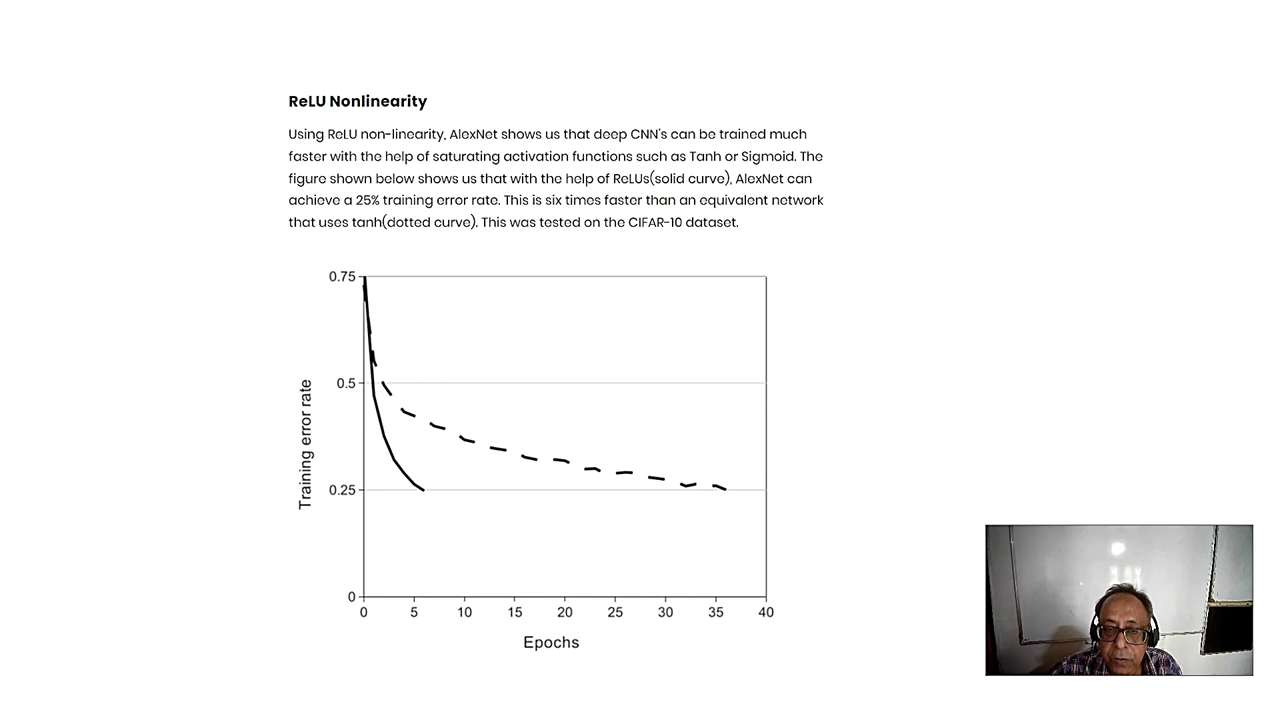 ReLU Nonlinearity
Using ReLU non-linearity, AlexNet shows us that deep CNN's can be trained much
faster with the help of saturating activation functions such as Tanh or Sigmoid. The
figure shown below shows us that with the help of ReLUs(solid curve), AlexNet can
achieve a 25% training error rate. This is six times faster than an equivalent network
that uses tanh(dotted curve). This was tested on the CIFAR-10 dataset.
0.75
0.5
0.25
0
Training error rate
0 5 10 15 20 25 30 35 40
Epochs